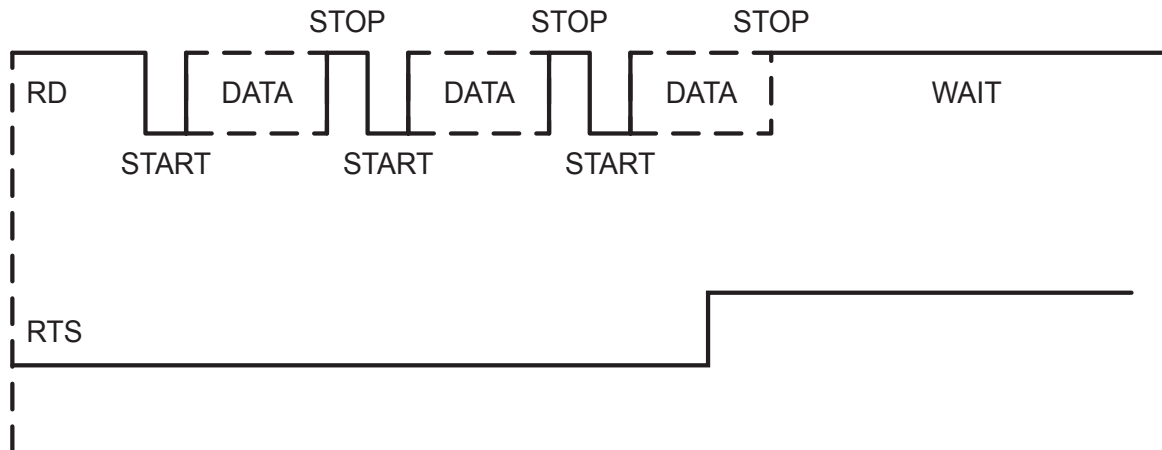 STOP STOP STOP
RD DATA DATA DATA WAIT
START START START
RTS